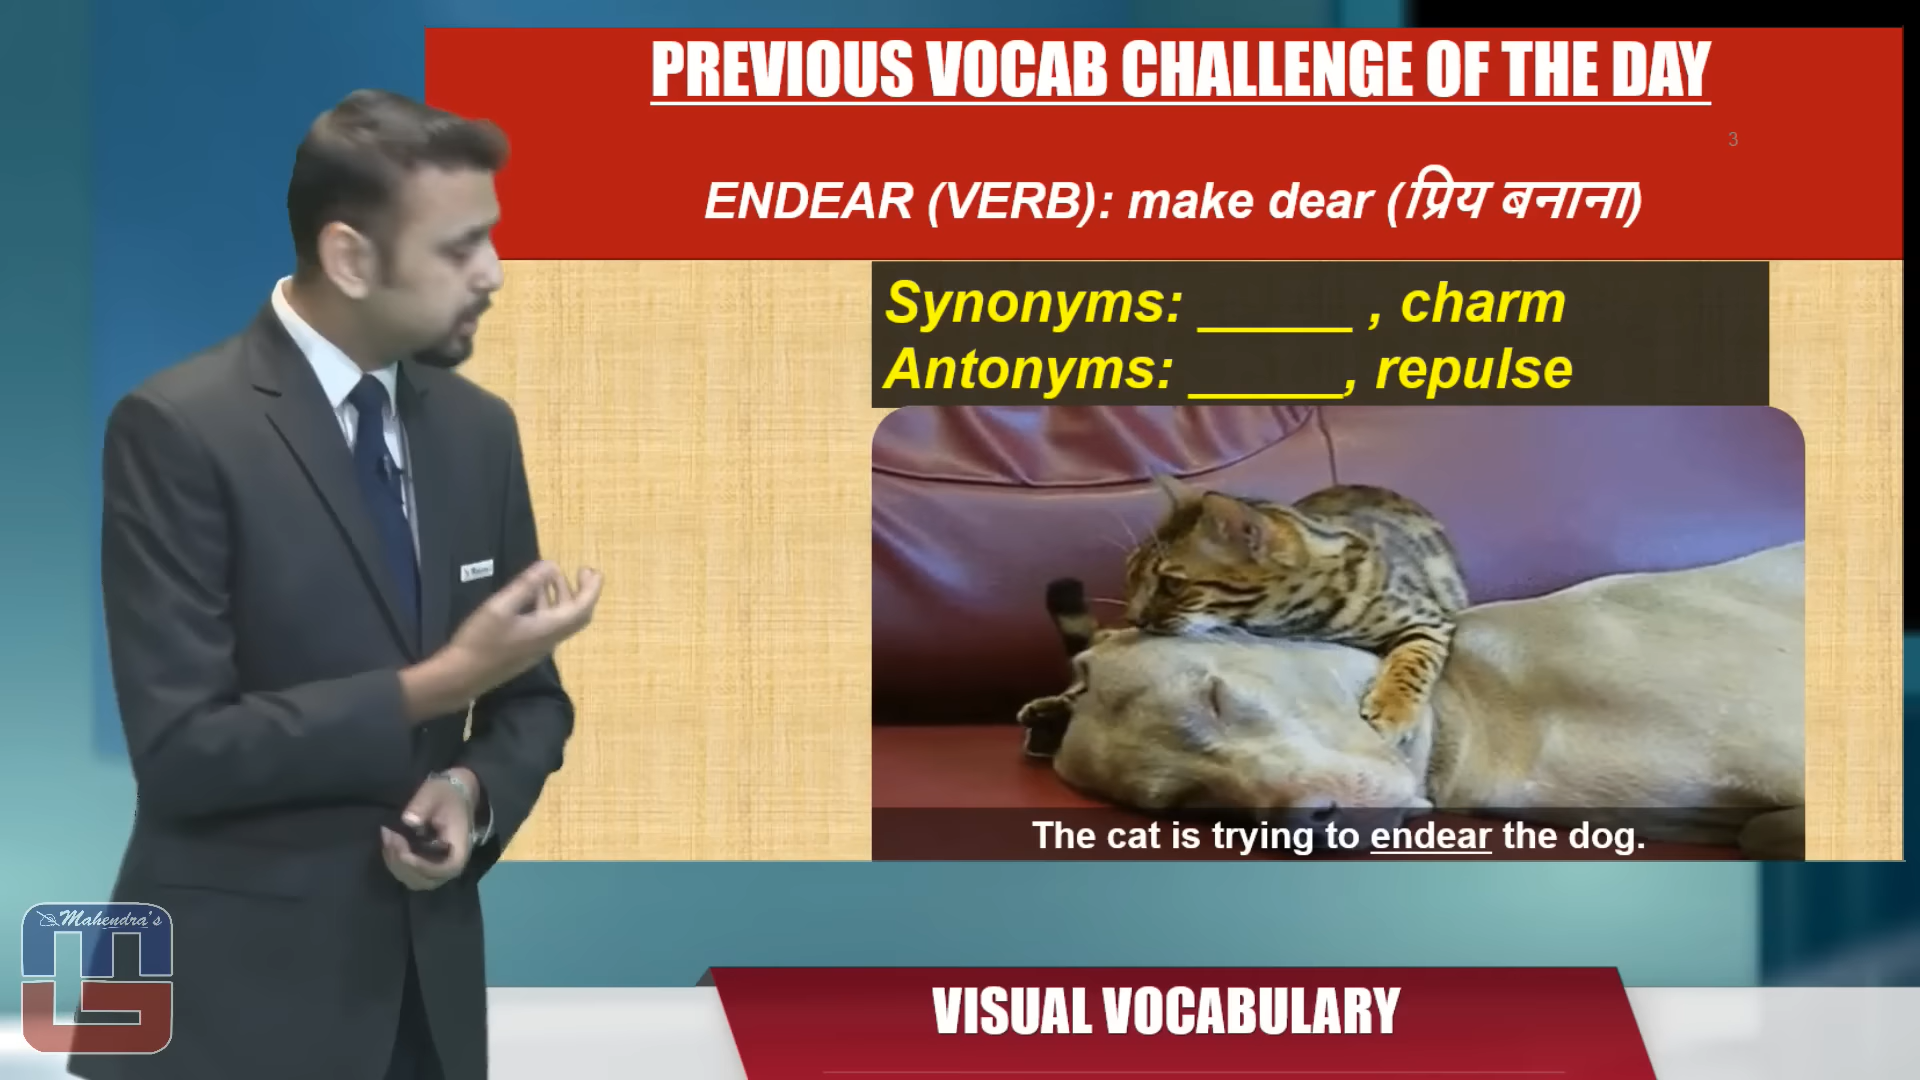 PREVIOUS VOCAB CHALLENGE OF THE DAY
3
ENDEAR (VERB): make dear (प्रिय बनाना)
Synonyms: _____ , charm
Antonyms: _____, repulse
The cat is trying to endear the dog.
Mahendra's
VISUAL VOCABULARY